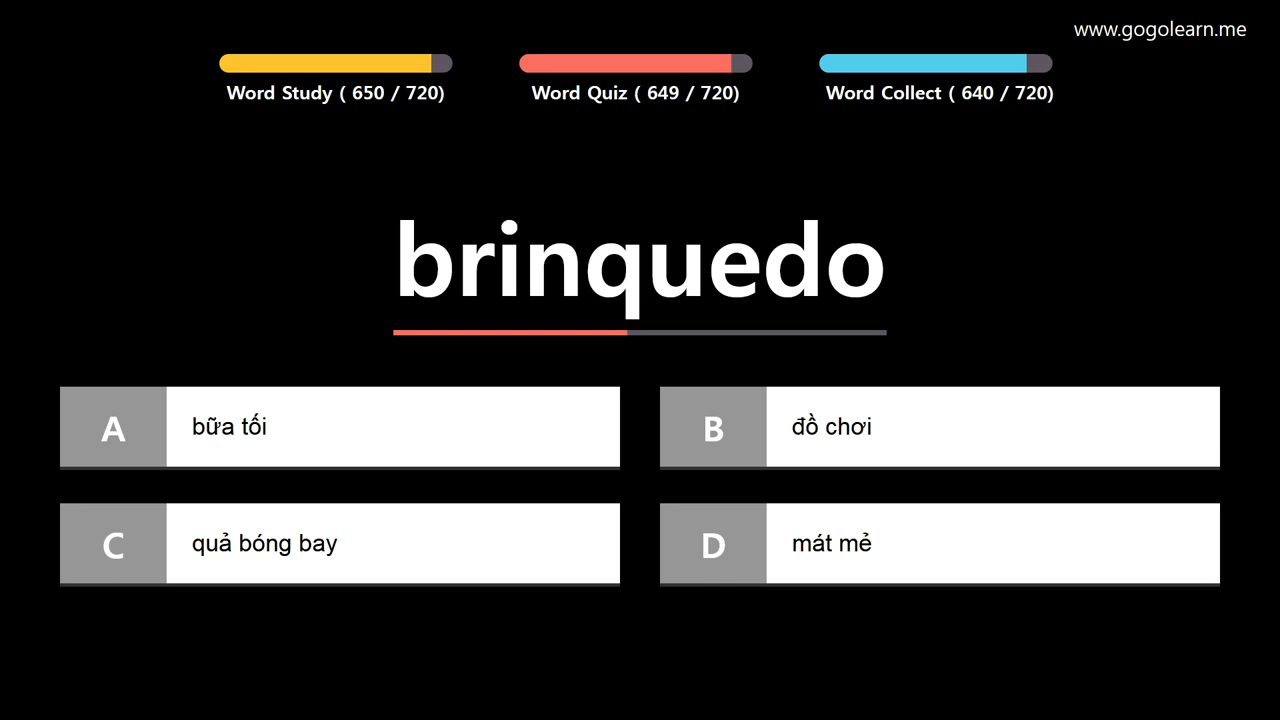 www.gogolearn.me
Word Study ( 650 / 720)
Word Quiz ( 649 / 720)
Word Collect ( 640 / 720)
brinquedo
A
bữa tối
B
đồ chơi
C
quả bóng bay
D
mát mẻ